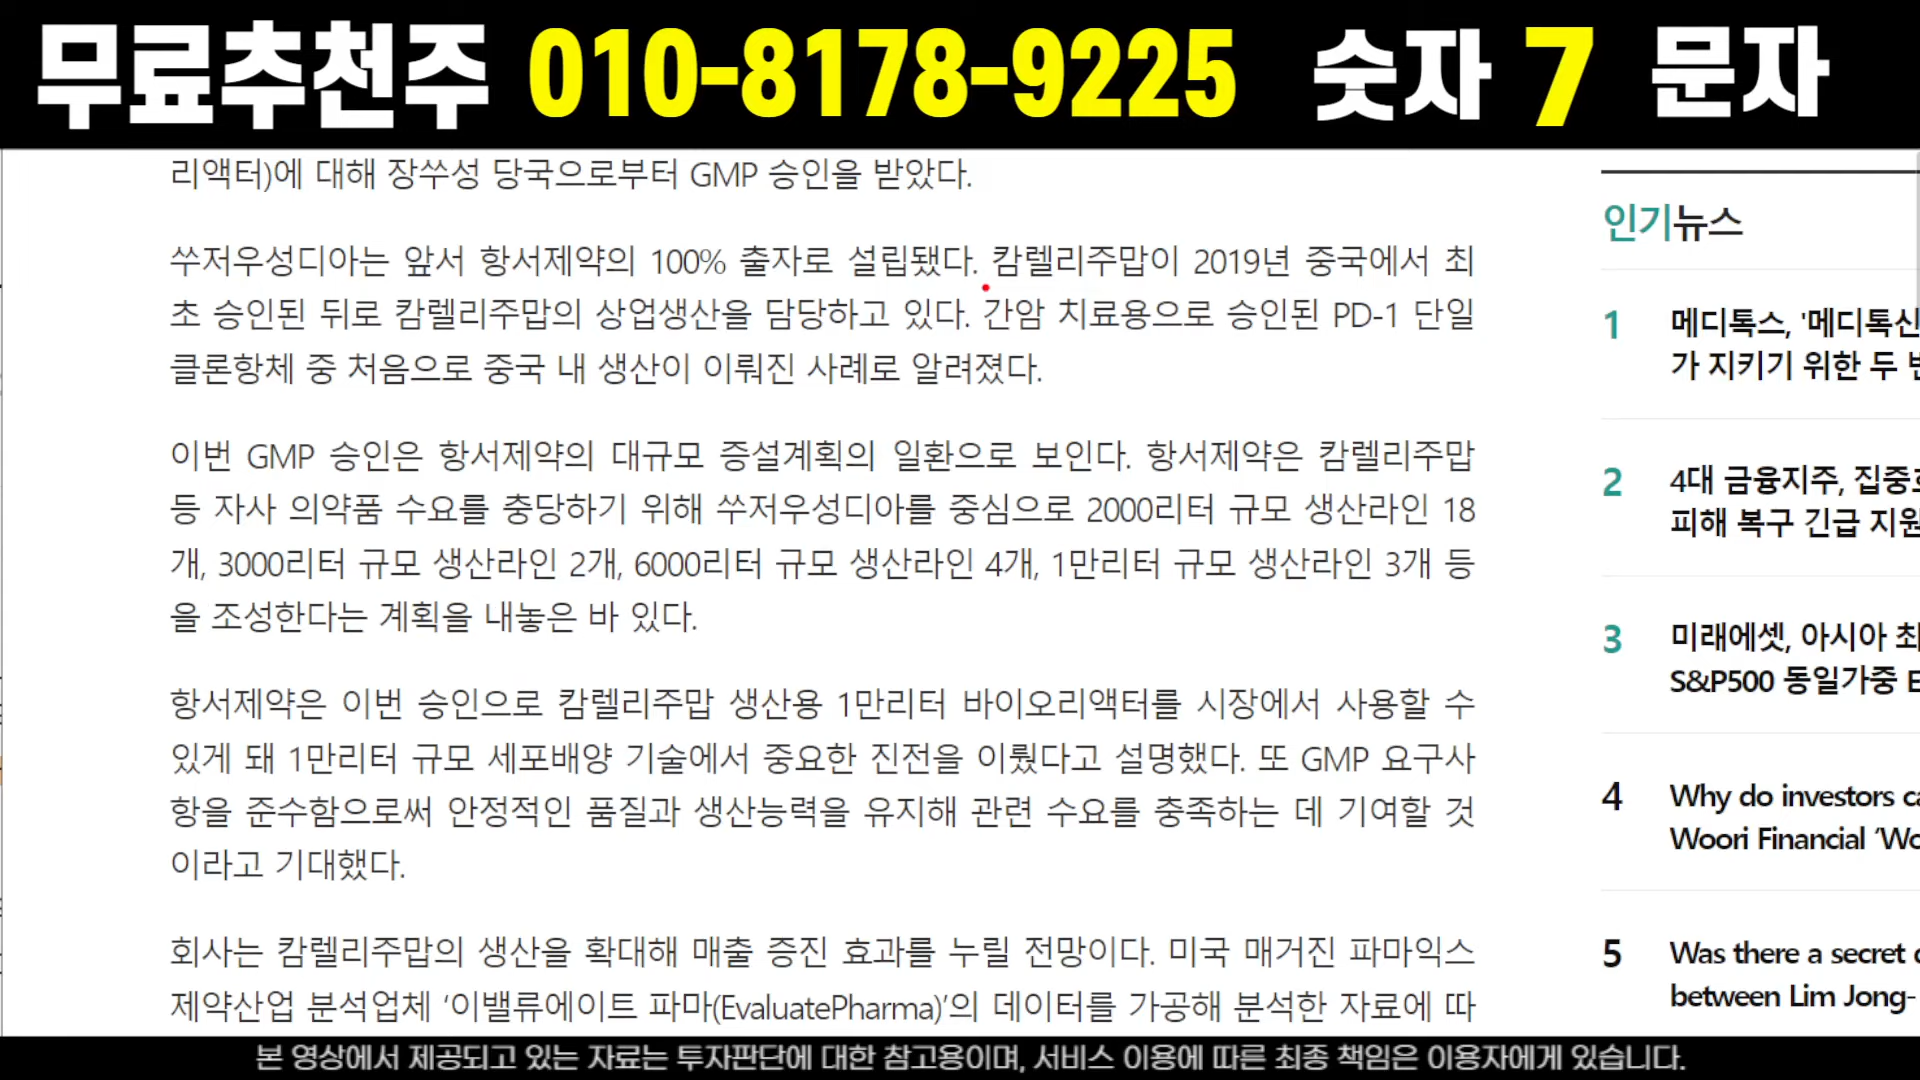 무료추천주 010-8178-9225 숫자 7 문자
리액터)에 대해 장쑤성 당국으로부터 GMP 승인을 받았다.
쑤저우성디아는 앞서 항서제약의 100% 출자로 설립됐다. 캄렐리주맙이 2019년 중국에서 최
초 승인된 뒤로 캄렐리주맙의 상업생산을 담당하고 있다. 간암 치료용으로 승인된 PD-1 단일
클론항체 중 처음으로 중국 내 생산이 이뤄진 사례로 알려졌다.
이번 GMP 승인은 항서제약의 대규모 증설계획의 일환으로 보인다. 항서제약은 캄렐리주맙
등 자사 의약품 수요를 충당하기 위해 쑤저우성디아를 중심으로 2000리터 규모 생산라인 18
개, 3000리터 규모 생산라인 2개, 6000리터 규모 생산라인 4개, 1만리터 규모 생산라인 3개 등
을 조성한다는 계획을 내놓은 바 있다.
항서제약은 이번 승인으로 캄렐리주맙 생산용 1만리터 바이오리액터를 시장에서 사용할 수
있게 돼 1만리터 규모 세포배양 기술에서 중요한 진전을 이뤘다고 설명했다. 또 GMP 요구사
항을 준수함으로써 안정적인 품질과 생산능력을 유지해 관련 수요를 충족하는 데 기여할 것
이라고 기대했다.
회사는 캄렐리주맙의 생산을 확대해 매출 증진 효과를 누릴 전망이다. 미국 매거진 파마익스
제약산업 분석업체 ‘이밸류에이트 파마(EvaluatePharma)’의 데이터를 가공해 분석한 자료에 따
인기뉴스
1 메디톡스, '메디톡신
가 지키기 위한 두
2 4대 금융지주, 집중호
피해 복구 긴급 지원
3 미래에셋, 아시아 최
S&P500 동일가중 E
4 Why do investors ca
Woori Financial ‘Wo
5 Was there a secret
between Lim Jong-
본 영상에서 제공되고 있는 자료는 투자판단에 대한 참고용이며, 서비스 이용에 따른 최종 책임은 이용자에게 있습니다.